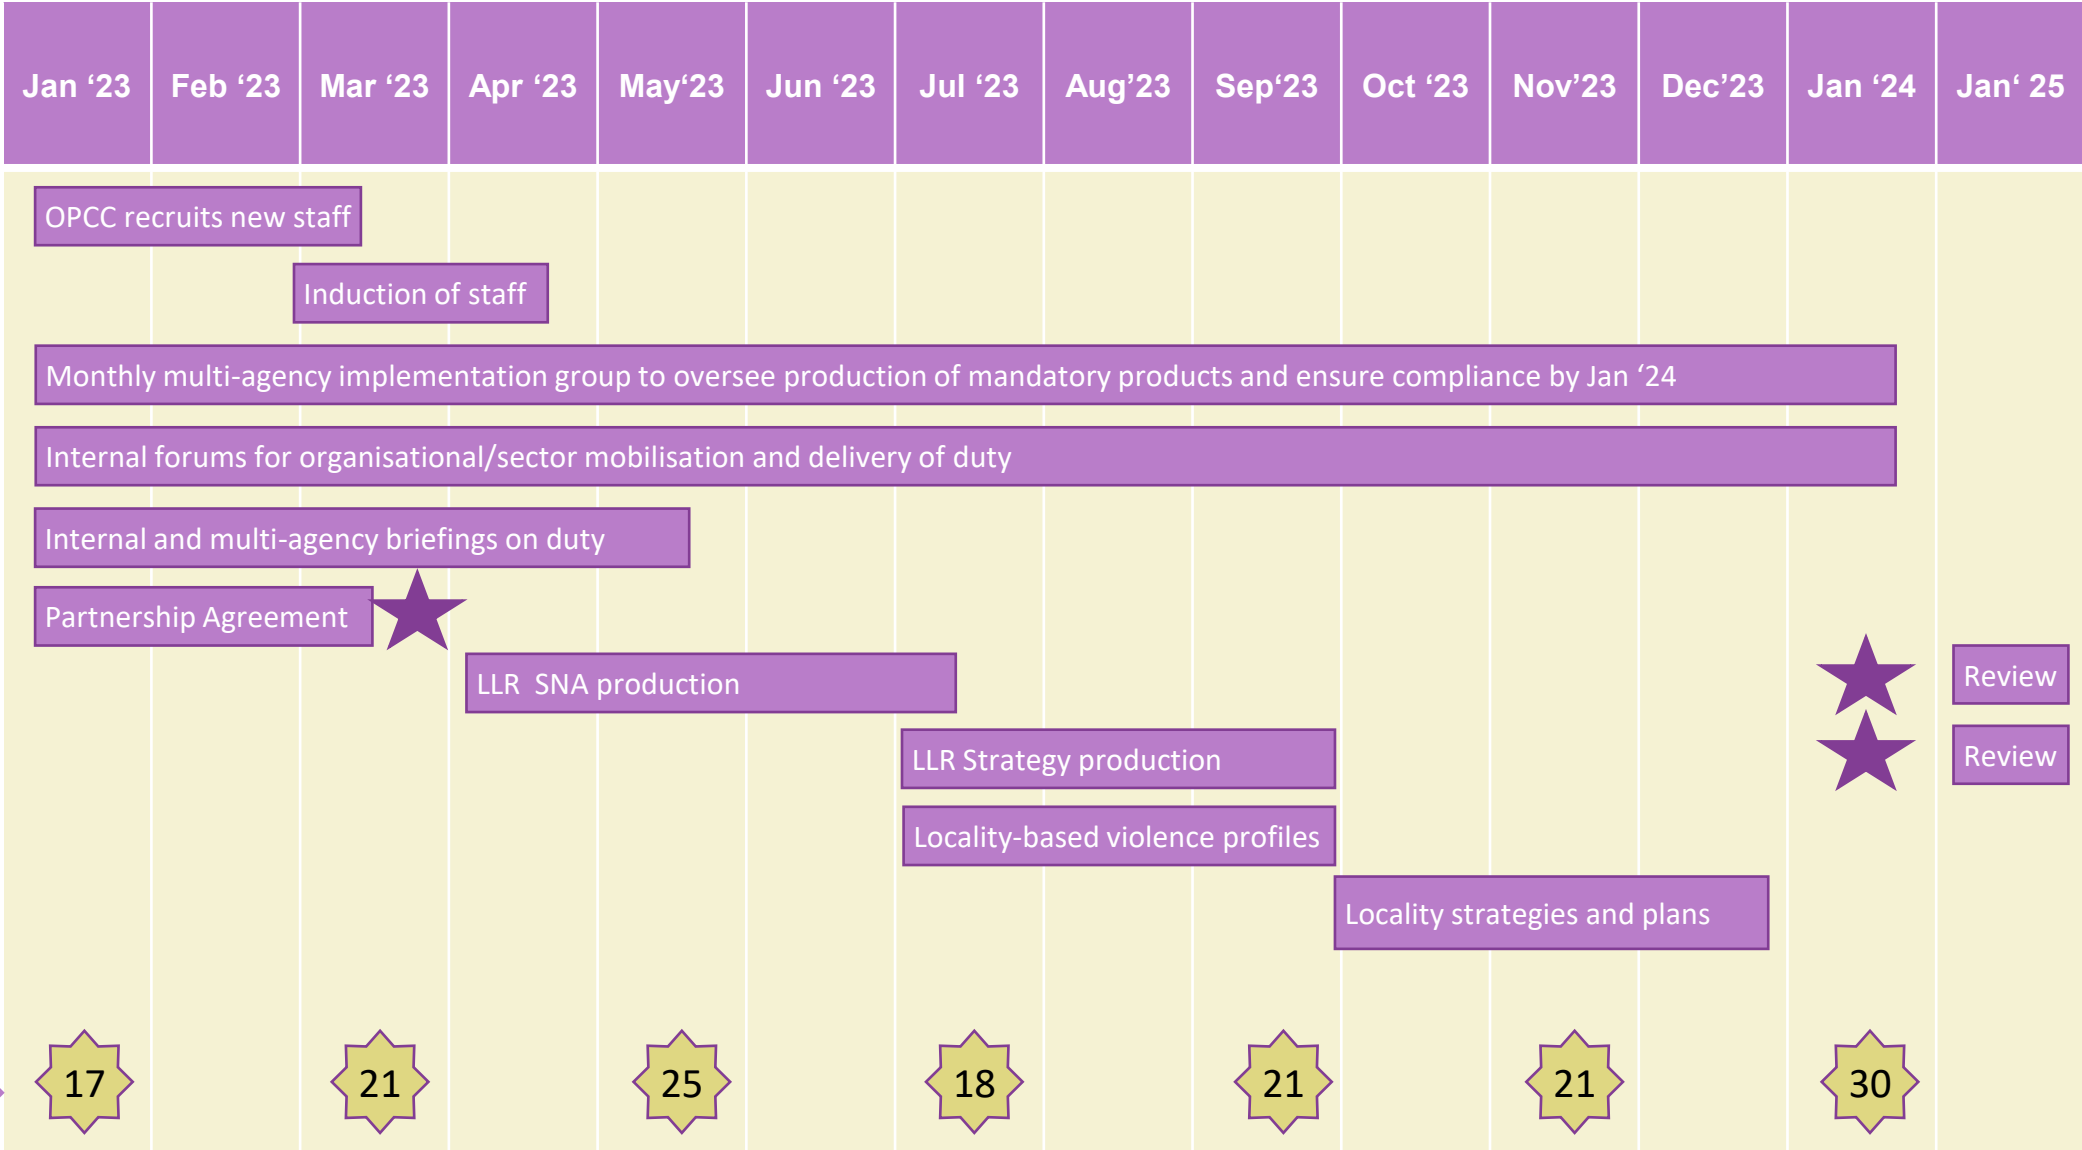 Jan ‘23 Feb ‘23 Mar ‘23 Apr ‘23 May‘23 Jun ‘23 Jul ‘23 Aug’23 Sep‘23 Oct ‘23 Nov’23 Dec’23 Jan ‘24 Jan‘ 25
OPCC recruits new staff
Induction of staff
Monthly multi-agency implementation group to oversee production of mandatory products and ensure compliance by Jan ‘24
Internal forums for organisational/sector mobilisation and delivery of duty
Internal and multi-agency briefings on duty
Partnership Agreement
LLR  SNA production Review
LLR Strategy production Review
Locality-based violence profiles
Locality strategies and plans
17 21 25 18 21 21 30